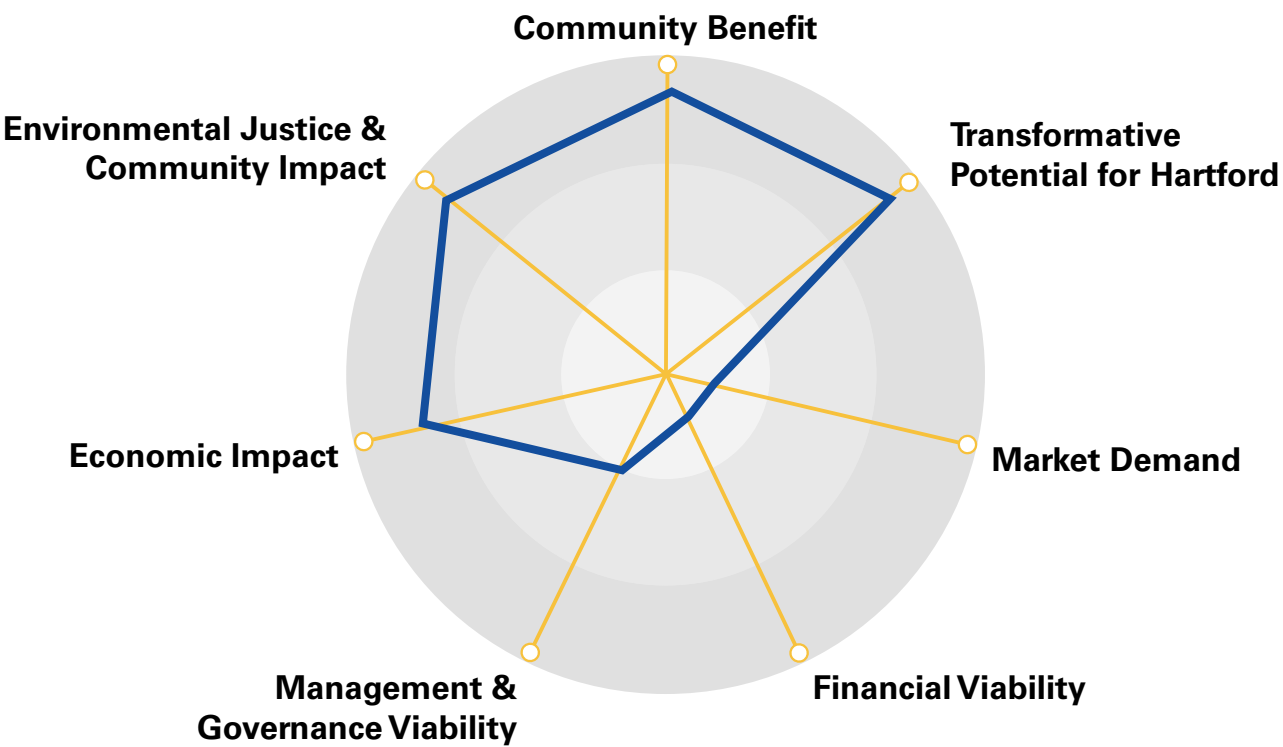 Community Benefit
Environmental Justice &
Community Impact
Transformative
Potential for Hartford
Economic Impact
Market Demand
Management &
Governance Viability
Financial Viability